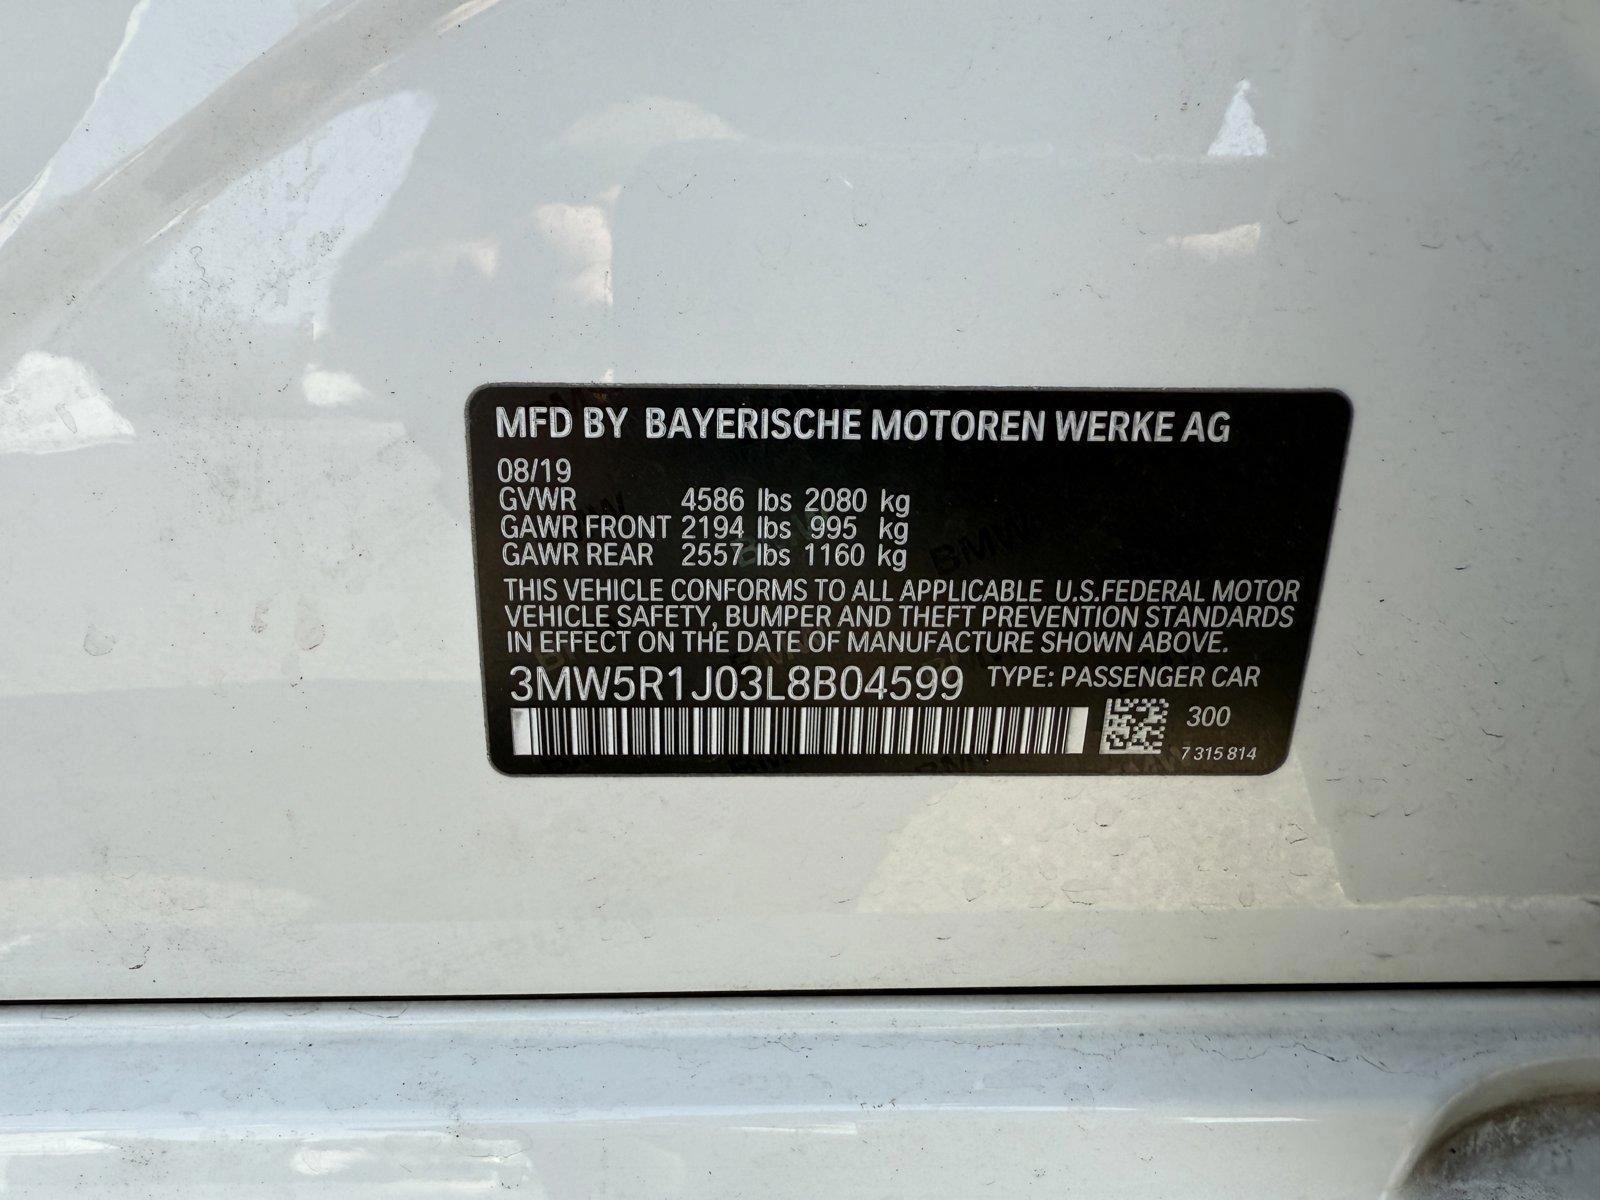 MFD BY BAYERISCHE MOTOREN WERKE AG
08/19
GVWR 4586 lbs 2080 kg
GAWR FRONT 2194 lbs 995 kg
GAWR REAR 2557 lbs 1160 kg
THIS VEHICLE CONFORMS TO ALL APPLICABLE U.S.FEDERAL MOTOR
VEHICLE SAFETY, BUMPER AND THEFT PREVENTION STANDARDS
IN EFFECT ON THE DATE OF MANUFACTURE SHOWN ABOVE.
3MW5R1J03L8B04599 TYPE: PASSENGER CAR
300
7 315 814